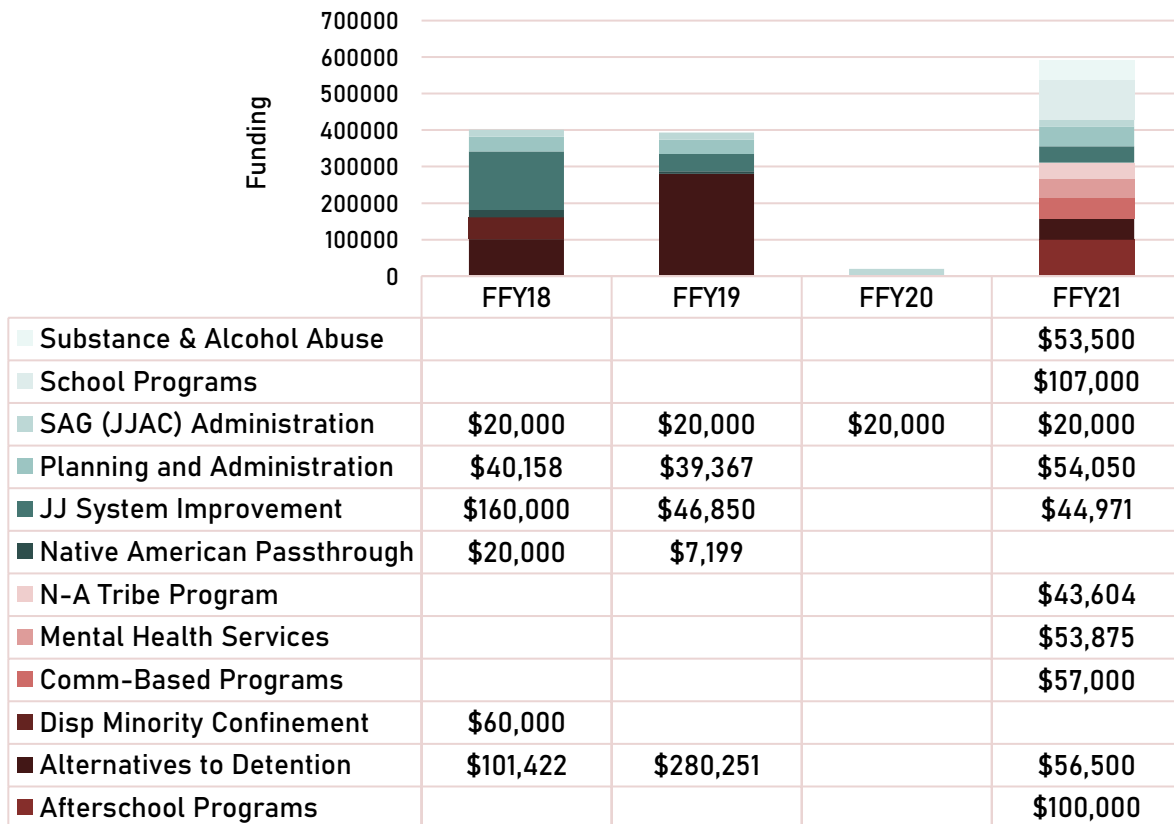 700000
600000
500000
400000
300000
200000
100000
0
Funding
FFY18 FFY19 FFY20 FFY21
Substance & Alcohol Abuse $53,500
School Programs $107,000
SAG (JJAC) Administration $20,000 $20,000 $20,000 $20,000
Planning and Administration $40,158 $39,367 $54,050
JJ System Improvement $160,000 $46,850 $44,971
Native American Passthrough $20,000 $7,199
N-A Tribe Program $43,604
Mental Health Services $53,875
Comm-Based Programs $57,000
Disp Minority Confinement $60,000
Alternatives to Detention $101,422 $280,251 $56,500
Afterschool Programs $100,000